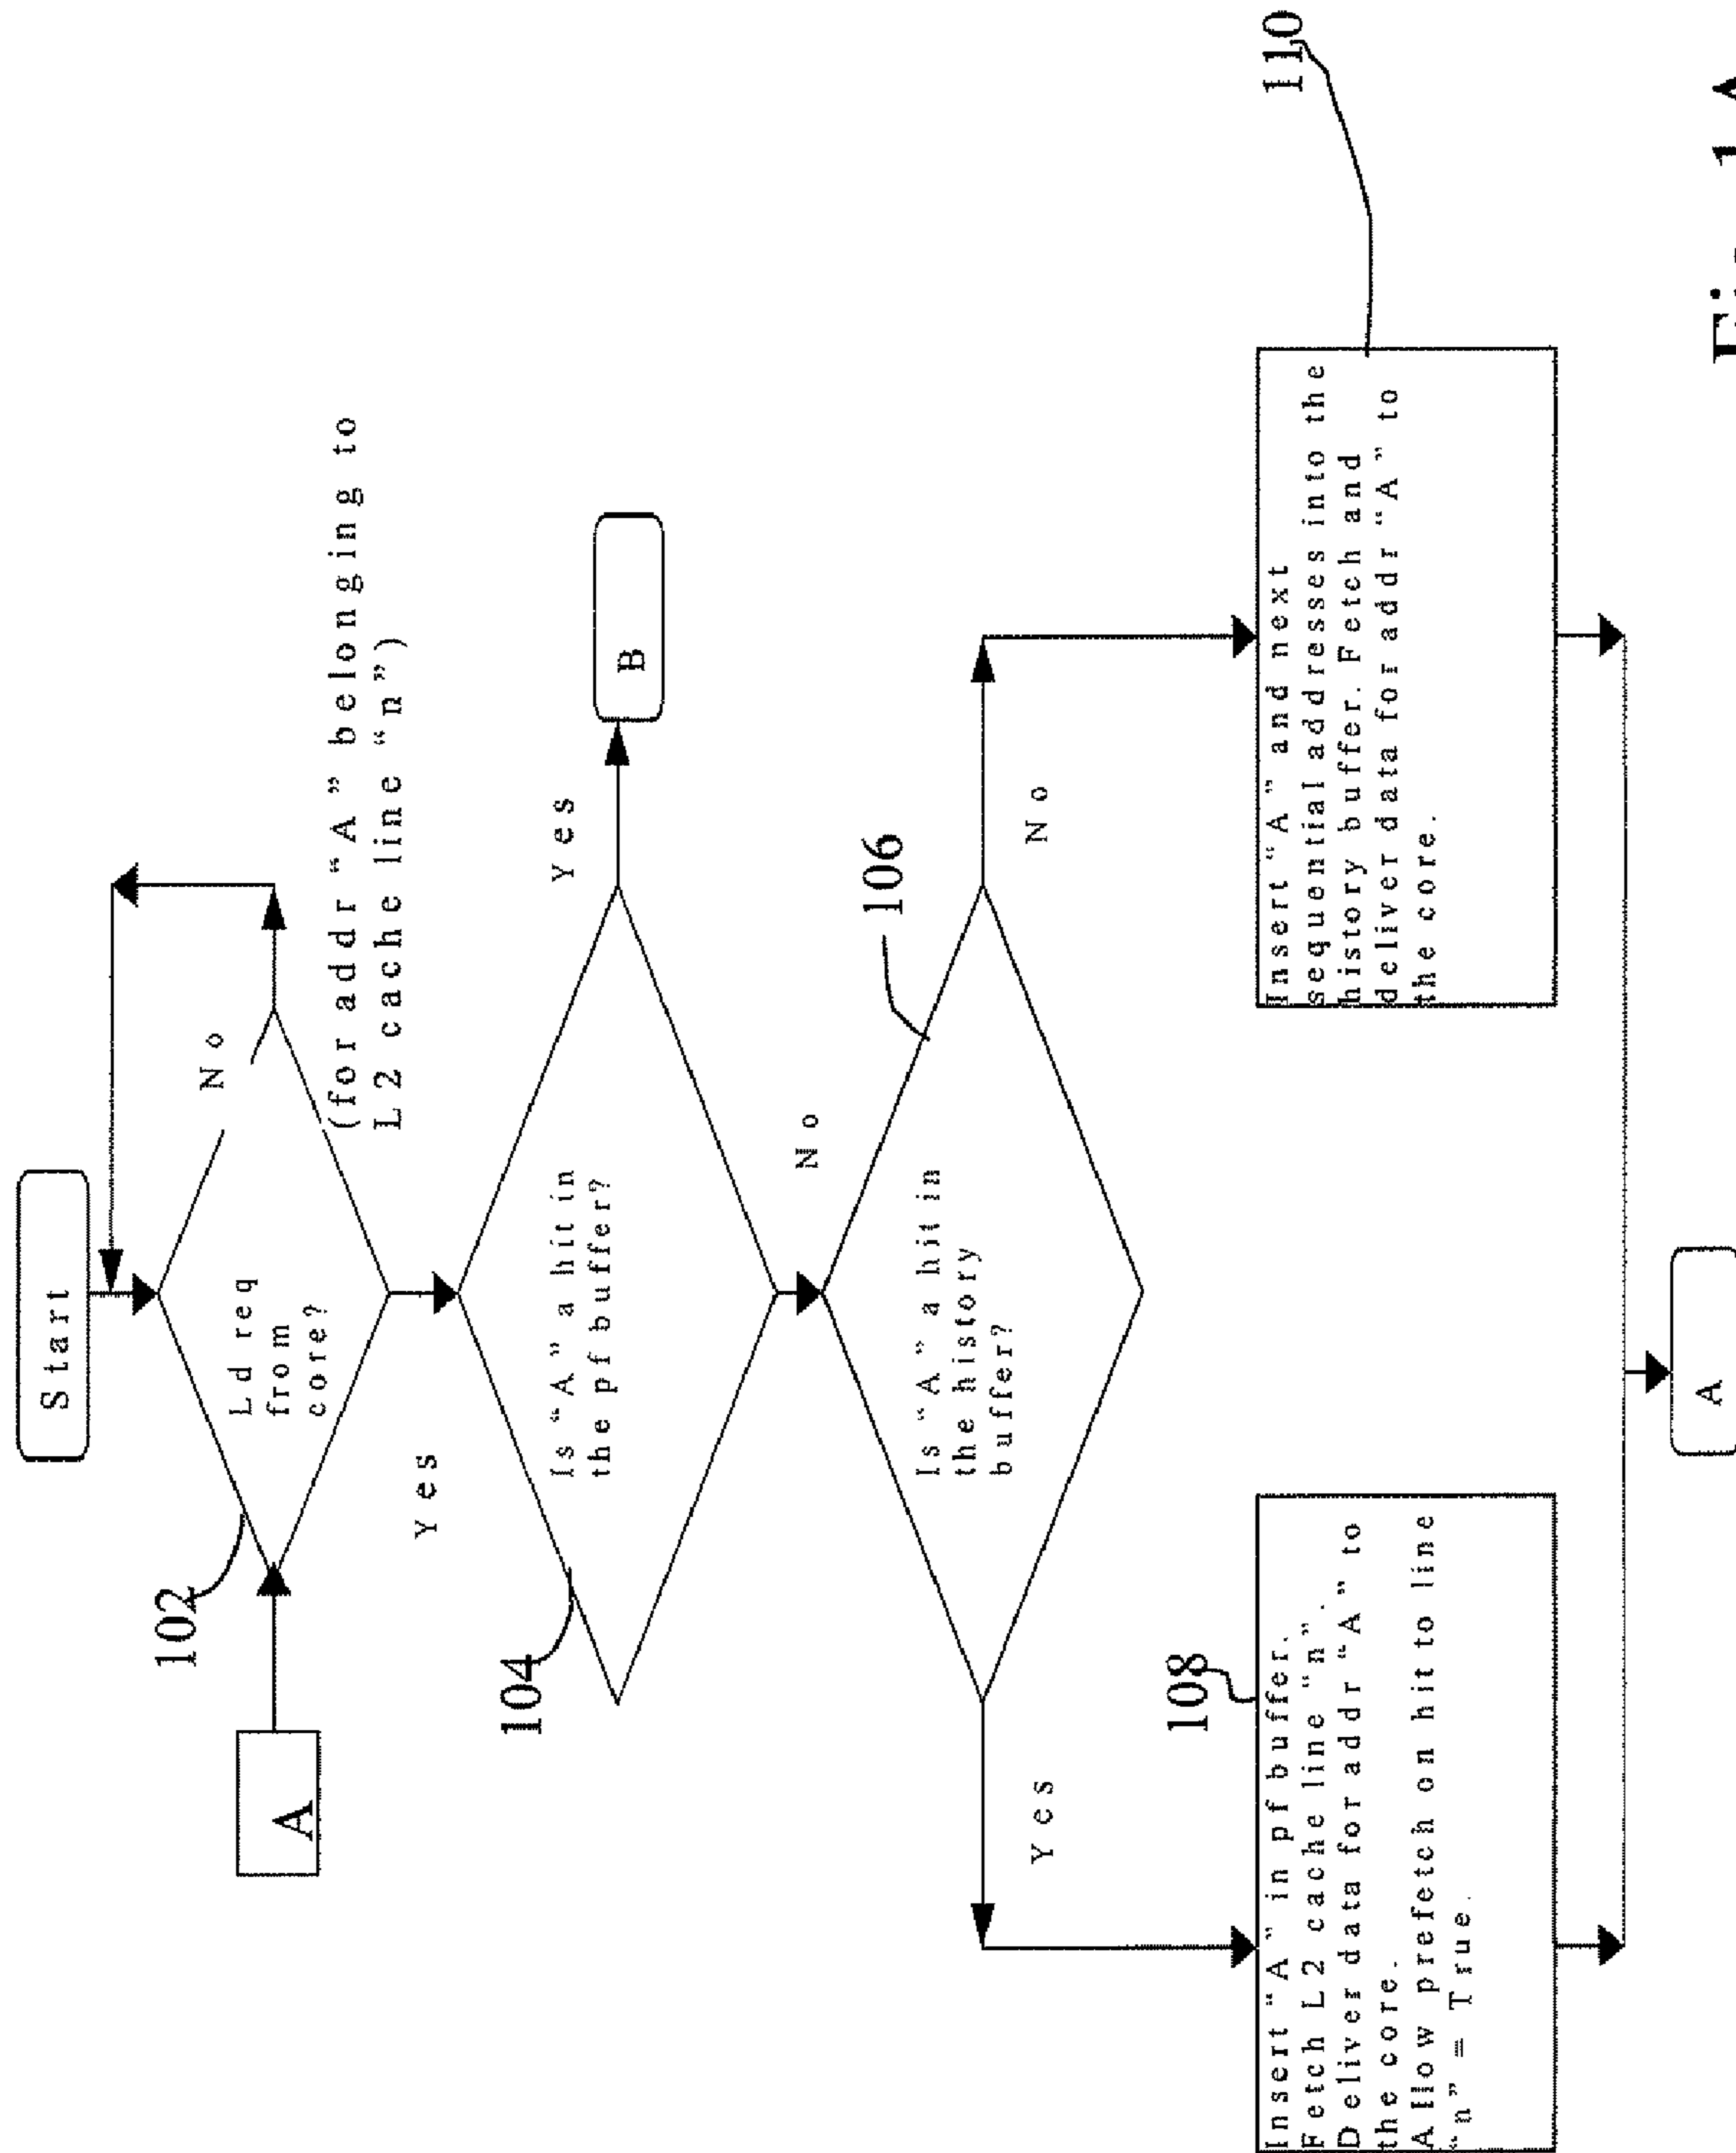 Start
Ld req
from
core?
No
102
A
(for addr “A” belonging to
L2 cache line “n”)
Yes
Is “A” a hit in
the pf buffer?
104
Yes
B
No
Is “A” a hit in
the history
buffer?
106
Yes
No
108
Insert “A” in pf buffer.
Fetch L2 cache line “n”.
Deliver data for addr “A” to
the core.
Allow prefetch on hit to line
“n” = True.
110
Insert “A” and next
sequential addresses into the
history buffer. Fetch and
deliver data for addr “A” to
the core.
A